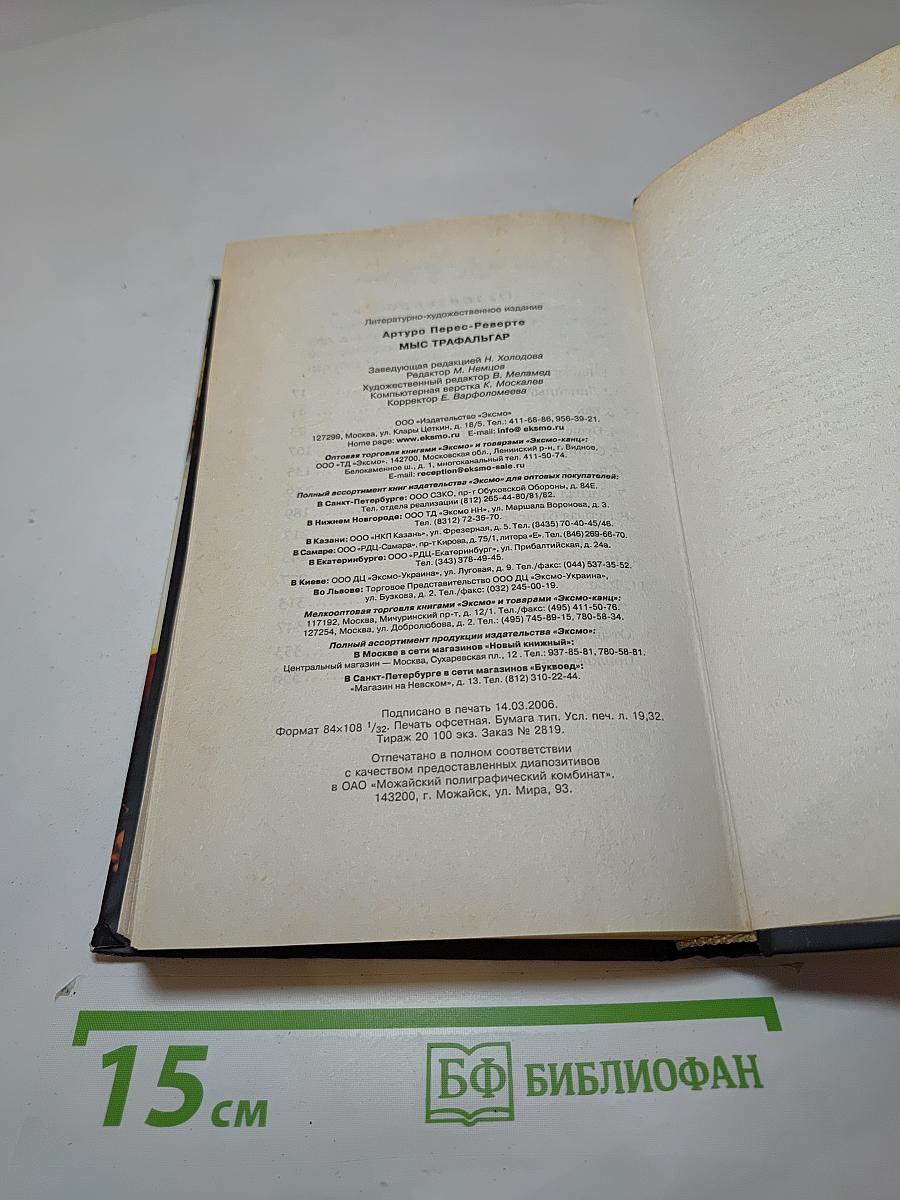 Литературно-художественное издание
Артуро Перес-Реверте
МЫС ТРАФАЛЬГАР
Заведующая редакцией Н. Холодова
Редактор М. Немцов
Художественный редактор В. Меламед
Компьютерная верстка К. Москалев
Корректор Е. Варфоломеева
ООО «Издательство «Эксмо»
127299, Москва, ул. Клары Цеткин, д. 18/5. Тел.: 411-68-86, 956-39-21.
Home page: www.eksmo.ru E-mail: info@ eksmo.ru
Оптовая торговля книгами «Эксмо» и товарами «Эксмо-канц»:
ООО «ТД «Эксмо». 142700, Московская обл., Ленинский р-н, г. Видное,
Белокаменное ш., д. 1, многоканальный тел. 411-50-74.
E-mail: reception@eksmo-sale.ru
Полный ассортимент книг издательства «Эксмо» для оптовых покупателей:
В Санкт-Петербурге: ООО СЗКО, пр-т Обуховской Обороны, д. 84Е.
Тел. отдела реализации (812) 265-44-80/81/82.
В Нижнем Новгороде: ООО ТД «Эксмо НН», ул. Маршала Воронова, д. 3.
Тел. (8312) 72-36-70.
В Казани: ООО «НКП Казань», ул. Фрезерная, д. 5. Тел. (8435) 70-40-45/46.
В Самаре: ООО «РДЦ-Самара», пр-т Кирова, д. 75/1, литера «Е». Тел. (846) 269-66-70.
В Екатеринбурге: ООО «РДЦ-Екатеринбург», ул. Прибалтийская, д. 24а.
Тел. (343) 378-49-45.
В Киеве: ООО ДЦ «Эксмо-Украина», ул. Луговая, д. 9. Тел./факс: (044) 537-35-52.
Во Львове: Торговое Представительство ООО ДЦ «Эксмо-Украина»,
ул. Бузкова, д. 2. Тел./факс: (032) 245-00-19.
Мелкооптовая торговля книгами «Эксмо» и товарами «Эксмо-канц»:
117192, Москва, Мичуринский пр-т, д. 12/1. Тел./факс: (495) 411-50-76.
127254, Москва, ул. Добролюбова, д. 2. Тел.: (495) 745-89-15, 780-58-34.
Полный ассортимент продукции издательства «Эксмо»:
В Москве в сети магазинов «Новый книжный»:
Центральный магазин — Москва, Сухаревская пл., 12 . Тел.: 937-85-81, 780-58-81.
В Санкт-Петербурге в сети магазинов «Буквоед»:
«Магазин на Невском», д. 13. Тел. (812) 310-22-44.
Подписано в печать 14.03.2006.
Формат 84×108 1/32. Печать офсетная. Бумага тип. Усл. печ. л. 19,32.
Тираж 20 100 экз. Заказ № 2819.
Отпечатано в полном соответствии
с качеством предоставленных диапозитивов
в ОАО «Можайский полиграфический комбинат».
143200, г. Можайск, ул. Мира, 93.
15 см
БФ БИБЛИОФАН